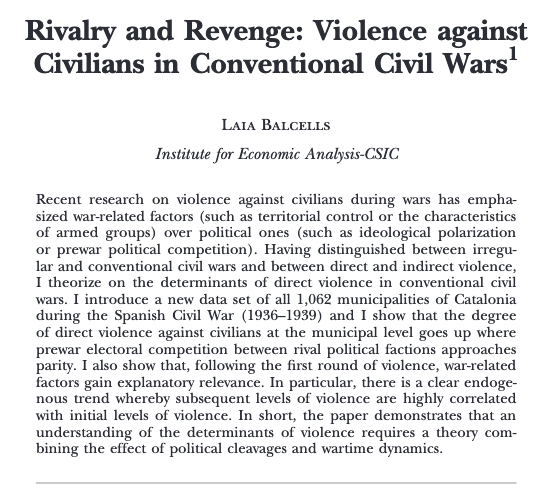 Rivalry and Revenge: Violence against
Civilians in Conventional Civil Wars1
Laia Balcells
Institute for Economic Analysis-CSIC
Recent research on violence against civilians during wars has empha-
sized war-related factors (such as territorial control or the characteristics
of armed groups) over political ones (such as ideological polarization
or prewar political competition). Having distinguished between irregu-
lar and conventional civil wars and between direct and indirect violence,
I theorize on the determinants of direct violence in conventional civil
wars. I introduce a new data set of all 1,062 municipalities of Catalonia
during the Spanish Civil War (1936–1939) and I show that the degree
of direct violence against civilians at the municipal level goes up where
prewar electoral competition between rival political factions approaches
parity. I also show that, following the first round of violence, war-related
factors gain explanatory relevance. In particular, there is a clear endoge-
nous trend whereby subsequent levels of violence are highly correlated
with initial levels of violence. In short, the paper demonstrates that an
understanding of the determinants of violence requires a theory com-
bining the effect of political cleavages and wartime dynamics.